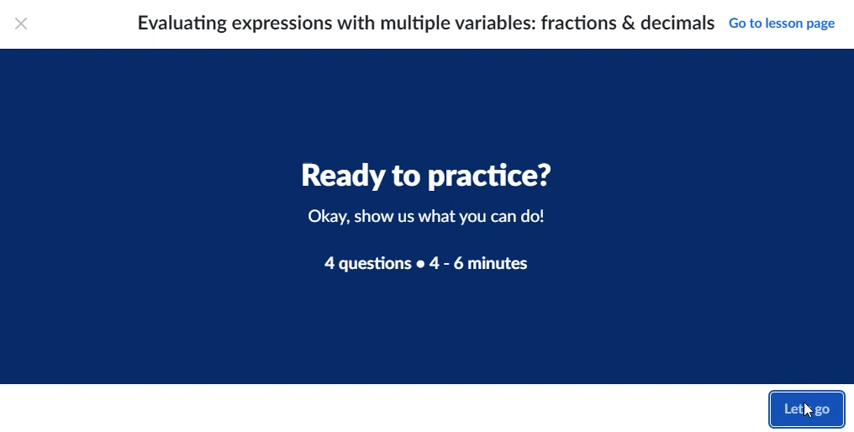 Evaluating expressions with multiple variables: fractions & decimals
Go to lesson page
Ready to practice?
Okay, show us what you can do!
4 questions • 4 - 6 minutes
go